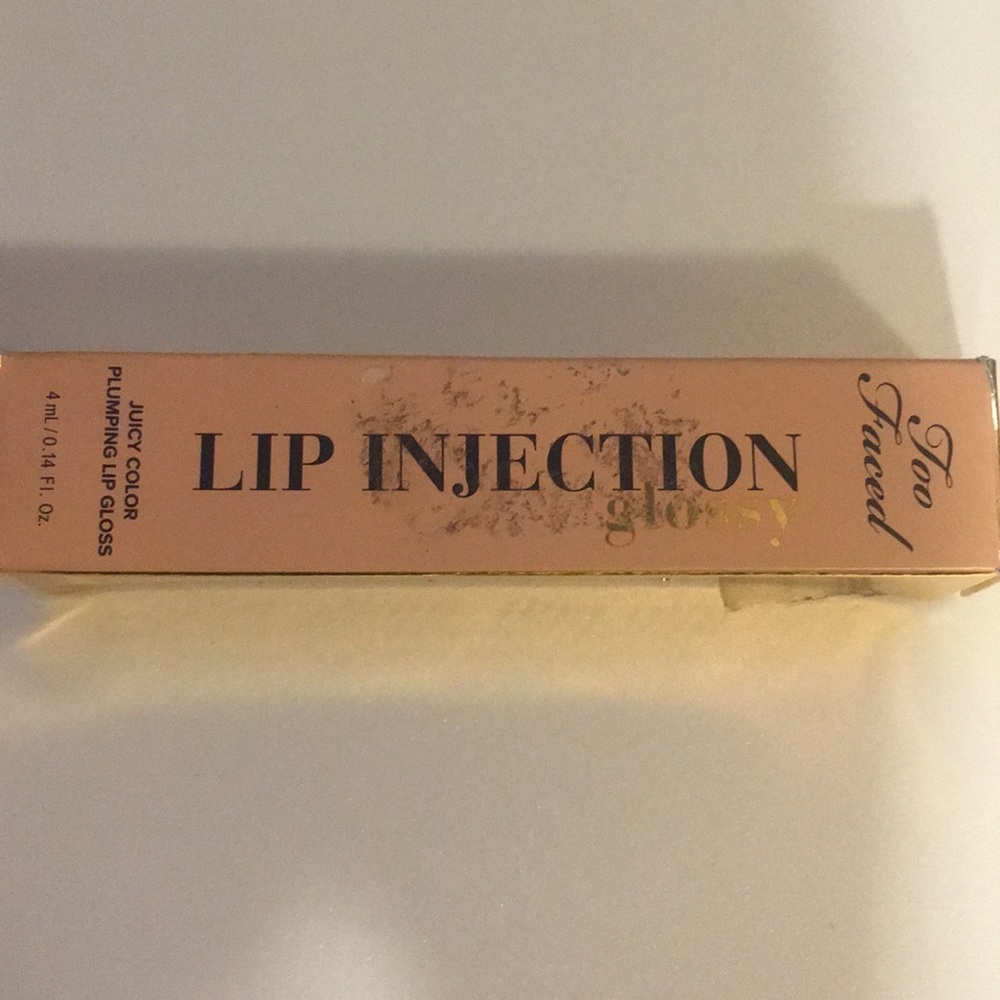 Too
Faced
LIP INJECTION
glossy
JUICY COLOR
PLUMPING LIP GLOSS
4 mL / 0.14 Fl. Oz.